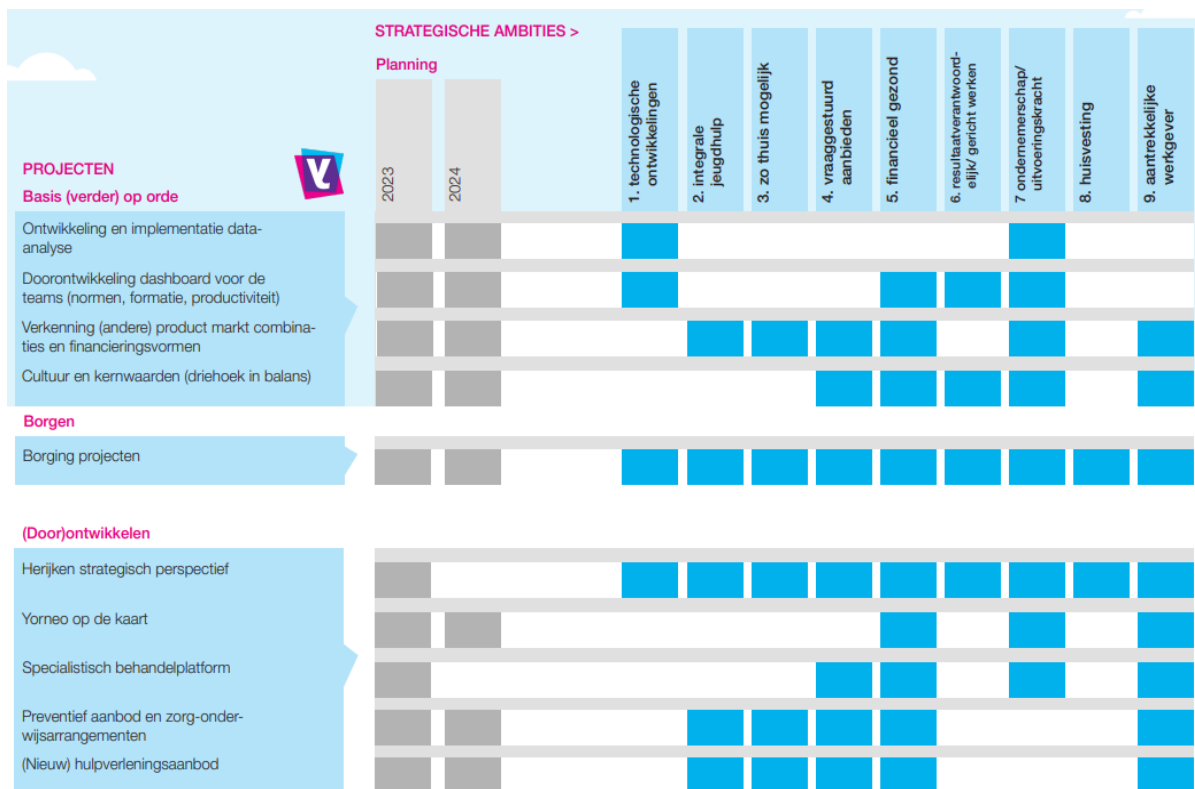 STRATEGISCHE AMBITIES >
Planning
2023
2024
1. technologische
ontwikkelingen
2. integrale
jeugdhulp
3. zo thuis mogelijk
4. vraaggestuurd
aanbieden
5. financieel gezond
6. resultaatverantwoord-
elijk/ gericht werken
7 ondernemerschap/
uitvoeringskracht
8. huisvesting
9. aantrekkelijke
werkgever
PROJECTEN
Basis (verder) op orde
Ontwikkeling en implementatie data-
analyse
Doorontwikkeling dashboard voor de
teams (normen, formatie, productiviteit)
Verkenning (andere) product markt combina-
ties en financieringsvormen
Cultuur en kernwaarden (driehoek in balans)
Borgen
Borging projecten
(Door)ontwikkelen
Herijken strategisch perspectief
Yorneo op de kaart
Specialistisch behandelplatform
Preventief aanbod en zorg-onder-
wijsarrangementen
(Nieuw) hulpverleningsaanbod